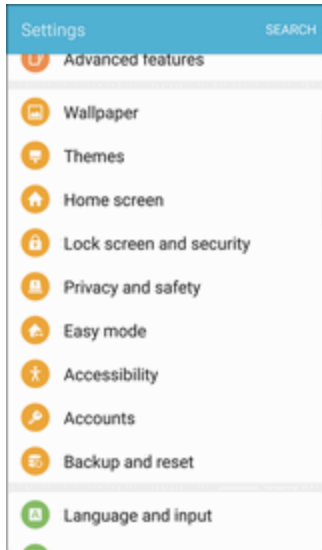 Settings SEARCH
Advanced features
Wallpaper
Themes
Home screen
Lock screen and security
Privacy and safety
Easy mode
Accessibility
Accounts
Backup and reset
Language and input